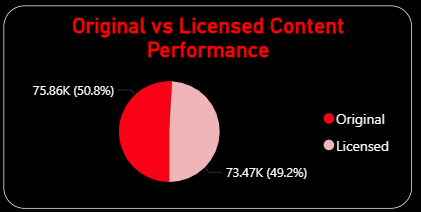 Original vs Licensed Content
Performance
75.86K (50.8%)
Original
Licensed
73.47K (49.2%)